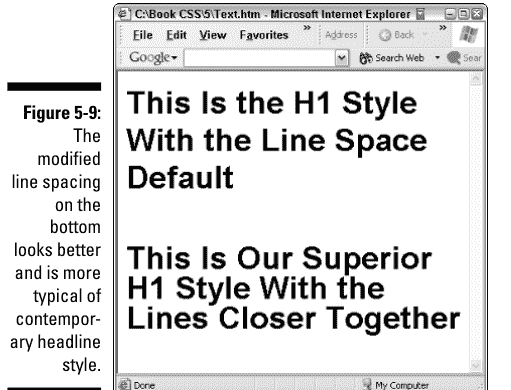 C:\Book CSS\5\Text.htm - Microsoft Internet Explorer
File Edit View Favorites » Address Back »
Google Search Web Sear
This Is the H1 Style
With the Line Space
Default
This Is Our Superior
H1 Style With the
Lines Closer Together
Done My Computer
Figure 5-9:
The
modified
line spacing
on the
bottom
looks better
and is more
typical of
contempor-
ary headline
style.